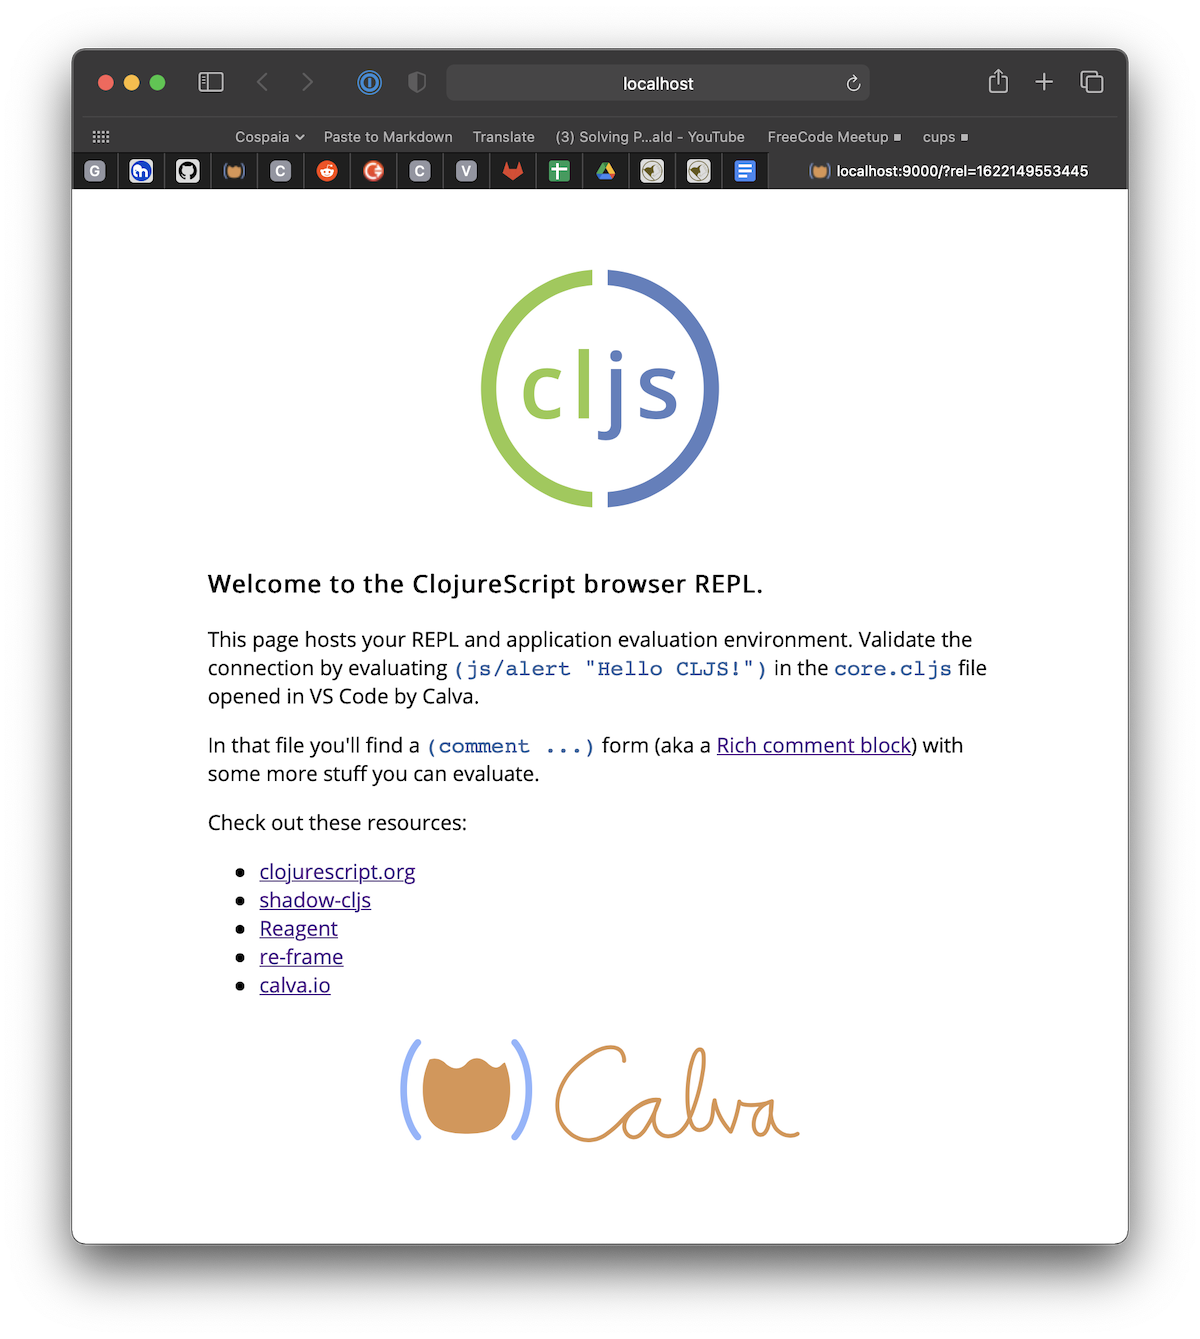 localhost
Cospaia
Paste to Markdown
Translate
(3) Solving P...ald - YouTube
FreeCode Meetup
cups
G
C
C
V
localhost:9000/?rel=1622149553445
cljs
Welcome to the ClojureScript browser REPL.
This page hosts your REPL and application evaluation environment. Validate the
connection by evaluating (js/alert "Hello CLJS!") in the core.cljs file
opened in VS Code by Calva.
In that file you'll find a (comment ...) form (aka a Rich comment block) with
some more stuff you can evaluate.
Check out these resources:
clojurescript.org
shadow-cljs
Reagent
re-frame
calva.io
Calva